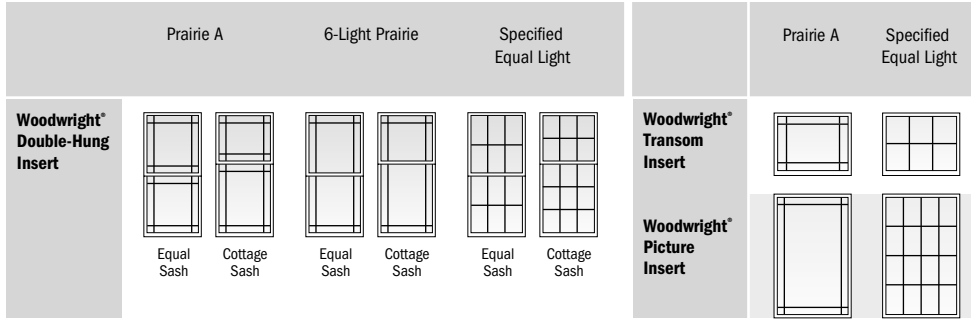 Prairie A
6-Light Prairie
Specified
Equal Light
Woodwright®
Double-Hung
Insert
Equal
Sash
Cottage
Sash
Equal
Sash
Cottage
Sash
Equal
Sash
Cottage
Sash
Prairie A
Specified
Equal Light
Woodwright®
Transom
Insert
Woodwright®
Picture
Insert